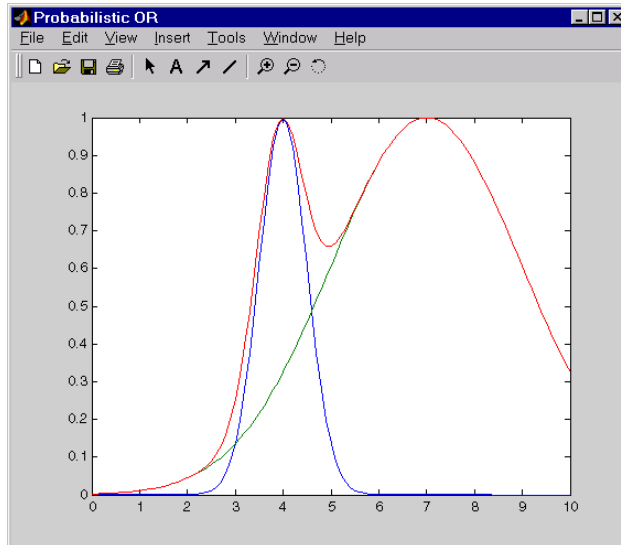 Probabilistic OR
File Edit View Insert Tools Window Help
A
1
0.9
0.8
0.7
0.6
0.5
0.4
0.3
0.2
0.1
0
0 1 2 3 4 5 6 7 8 9 10